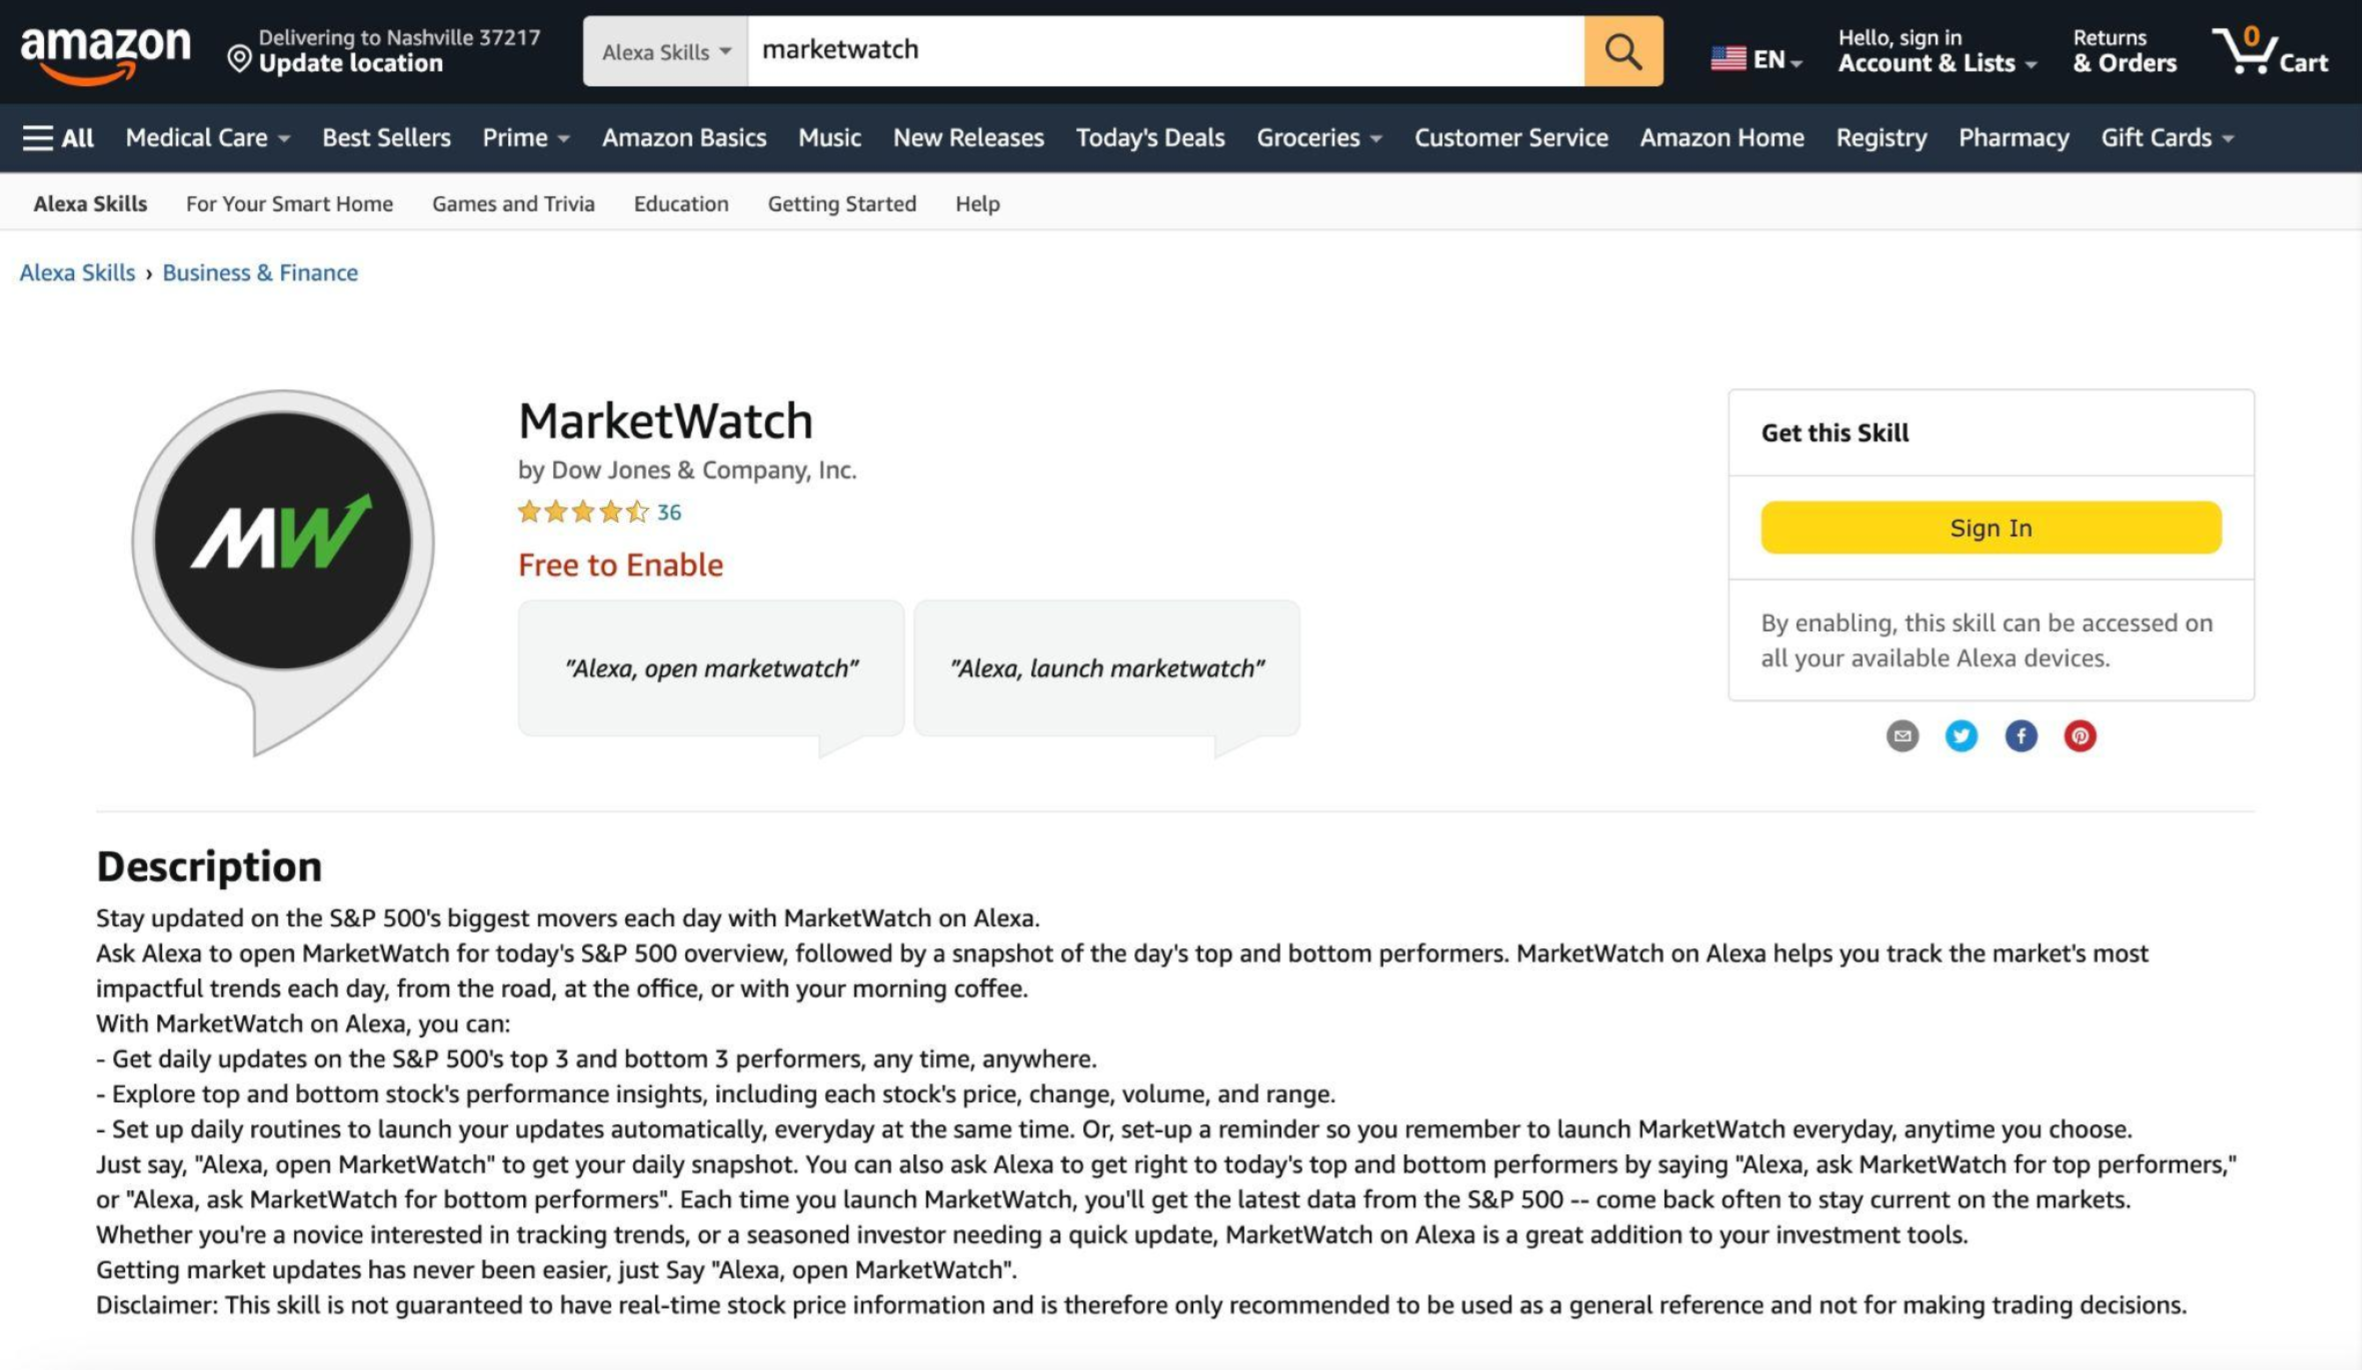 amazon
Delivering to Nashville 37217
Update location
Alexa Skills
marketwatch
EN
Hello, sign in
Account & Lists
Returns
& Orders
0
Cart
All
Medical Care
Best Sellers
Prime
Amazon Basics
Music
New Releases
Today's Deals
Groceries
Customer Service
Amazon Home
Registry
Pharmacy
Gift Cards
Alexa Skills
For Your Smart Home
Games and Trivia
Education
Getting Started
Help
Alexa Skills › Business & Finance
MW
MarketWatch
by Dow Jones & Company, Inc.
36
Free to Enable
"Alexa, open marketwatch"
"Alexa, launch marketwatch"
Get this Skill
Sign In
By enabling, this skill can be accessed on
all your available Alexa devices.
Description
Stay updated on the S&P 500's biggest movers each day with MarketWatch on Alexa.
Ask Alexa to open MarketWatch for today's S&P 500 overview, followed by a snapshot of the day's top and bottom performers. MarketWatch on Alexa helps you track the market's most
impactful trends each day, from the road, at the office, or with your morning coffee.
With MarketWatch on Alexa, you can:
- Get daily updates on the S&P 500's top 3 and bottom 3 performers, any time, anywhere.
- Explore top and bottom stock's performance insights, including each stock's price, change, volume, and range.
- Set up daily routines to launch your updates automatically, everyday at the same time. Or, set-up a reminder so you remember to launch MarketWatch everyday, anytime you choose.
Just say, "Alexa, open MarketWatch" to get your daily snapshot. You can also ask Alexa to get right to today's top and bottom performers by saying "Alexa, ask MarketWatch for top performers,"
or "Alexa, ask MarketWatch for bottom performers". Each time you launch MarketWatch, you'll get the latest data from the S&P 500 -- come back often to stay current on the markets.
Whether you're a novice interested in tracking trends, or a seasoned investor needing a quick update, MarketWatch on Alexa is a great addition to your investment tools.
Getting market updates has never been easier, just Say "Alexa, open MarketWatch".
Disclaimer: This skill is not guaranteed to have real-time stock price information and is therefore only recommended to be used as a general reference and not for making trading decisions.